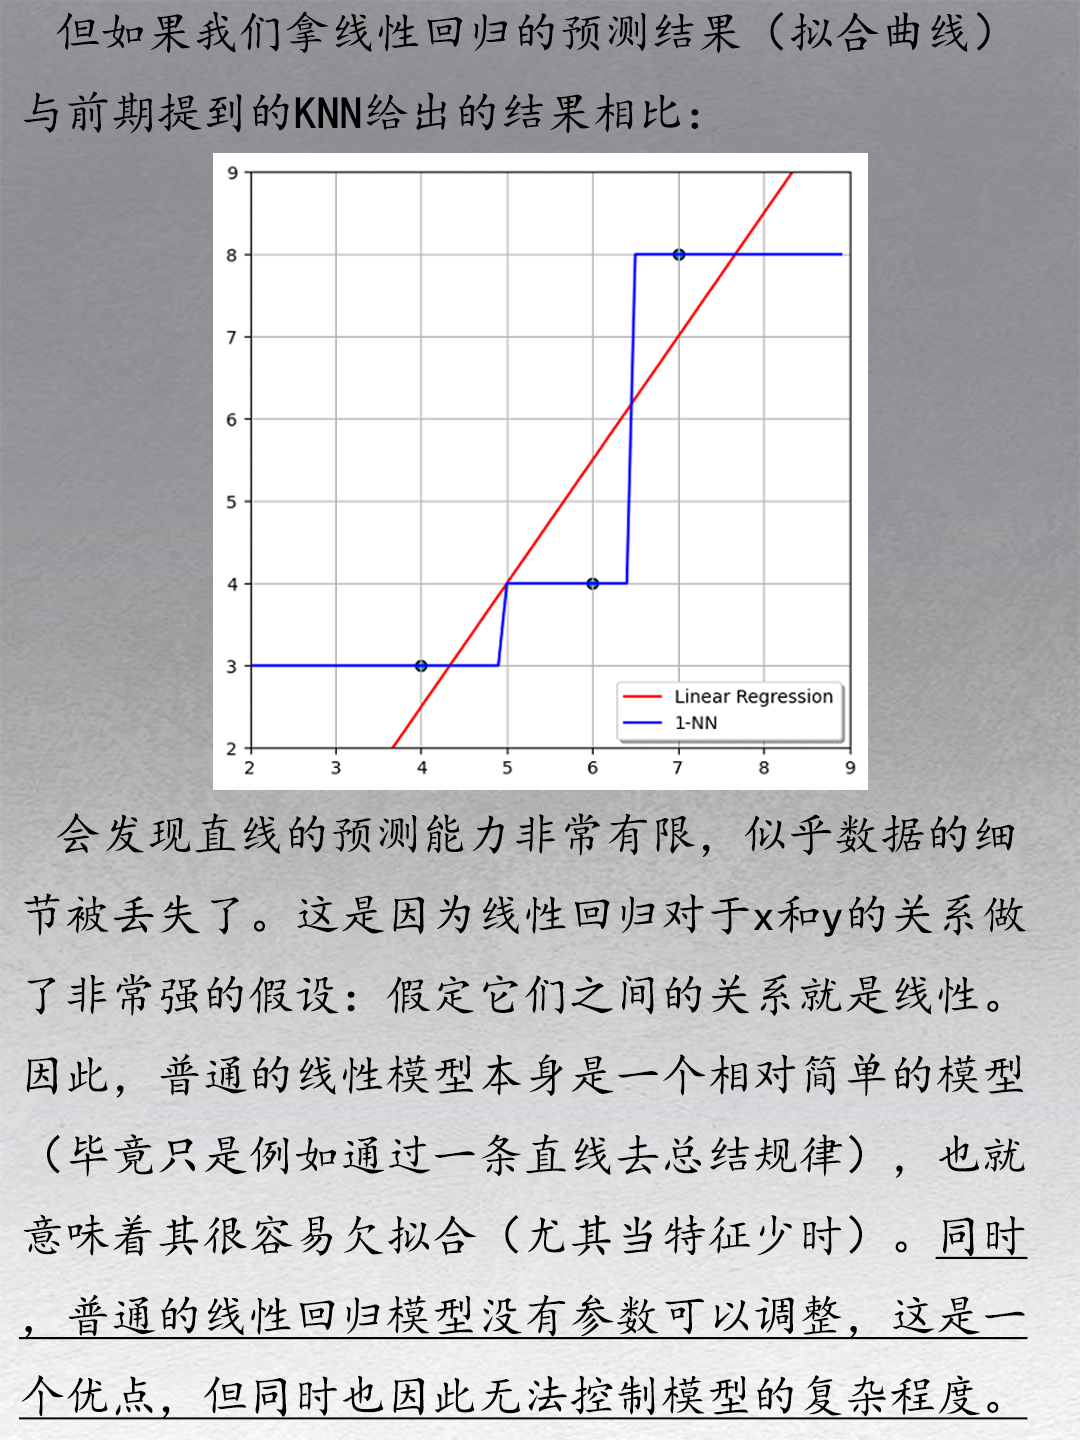 但如果我们拿线性回归的预测结果（拟合曲线）
与前期提到的KNN给出的结果相比：
9
8
7
6
5
4
3
2
Linear Regression
1-NN
2 3 4 5 6 7 8 9
会发现直线的预测能力非常有限，似乎数据的细
节被丢失了。这是因为线性回归对于x和y的关系做
了非常强的假设：假定它们之间的关系就是线性。
因此，普通的线性模型本身是一个相对简单的模型
（毕竟只是例如通过一条直线去总结规律），也就
意味着其很容易欠拟合（尤其当特征少时）。同时
，普通的线性回归模型没有参数可以调整，这是一
个优点，但同时也因此无法控制模型的复杂程度。